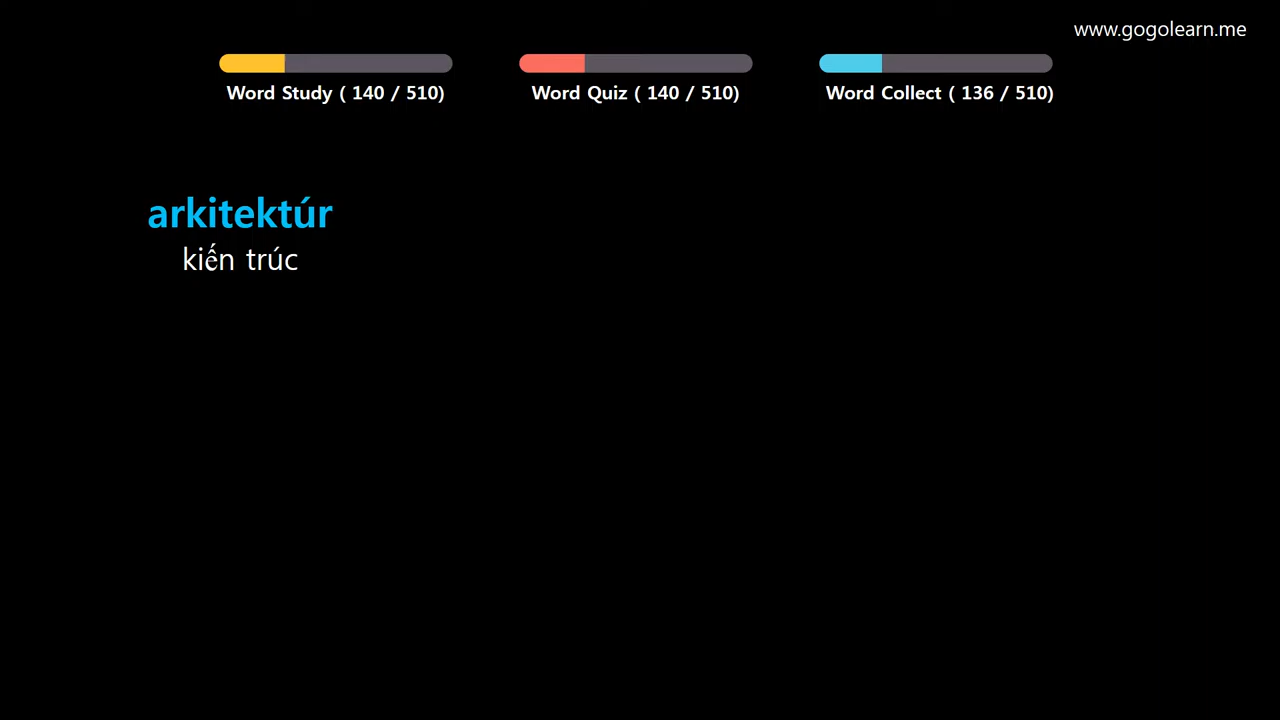 www.gogolearn.me
Word Study ( 140 / 510)
Word Quiz ( 140 / 510)
Word Collect ( 136 / 510)
arkitektúr
kiến trúc